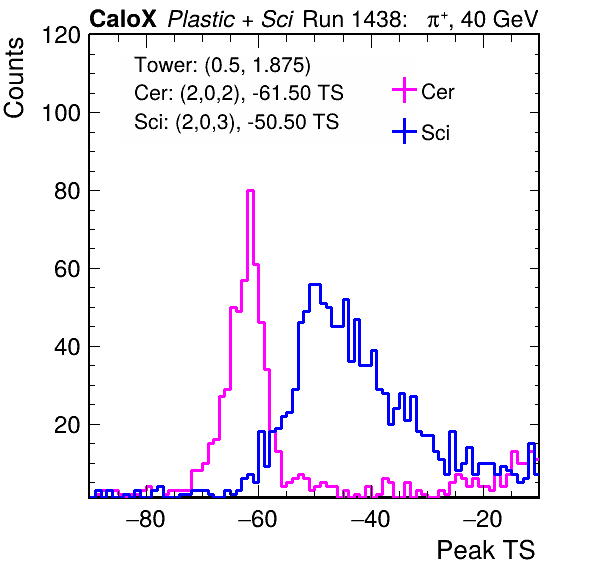 CaloX Plastic + Sci Run 1438: π⁺, 40 GeV
Counts
120
100
80
60
40
20
Tower: (0.5, 1.875)
Cer: (2,0,2), -61.50 TS
Sci: (2,0,3), -50.50 TS
Cer
Sci
−80 −60 −40 −20
Peak TS